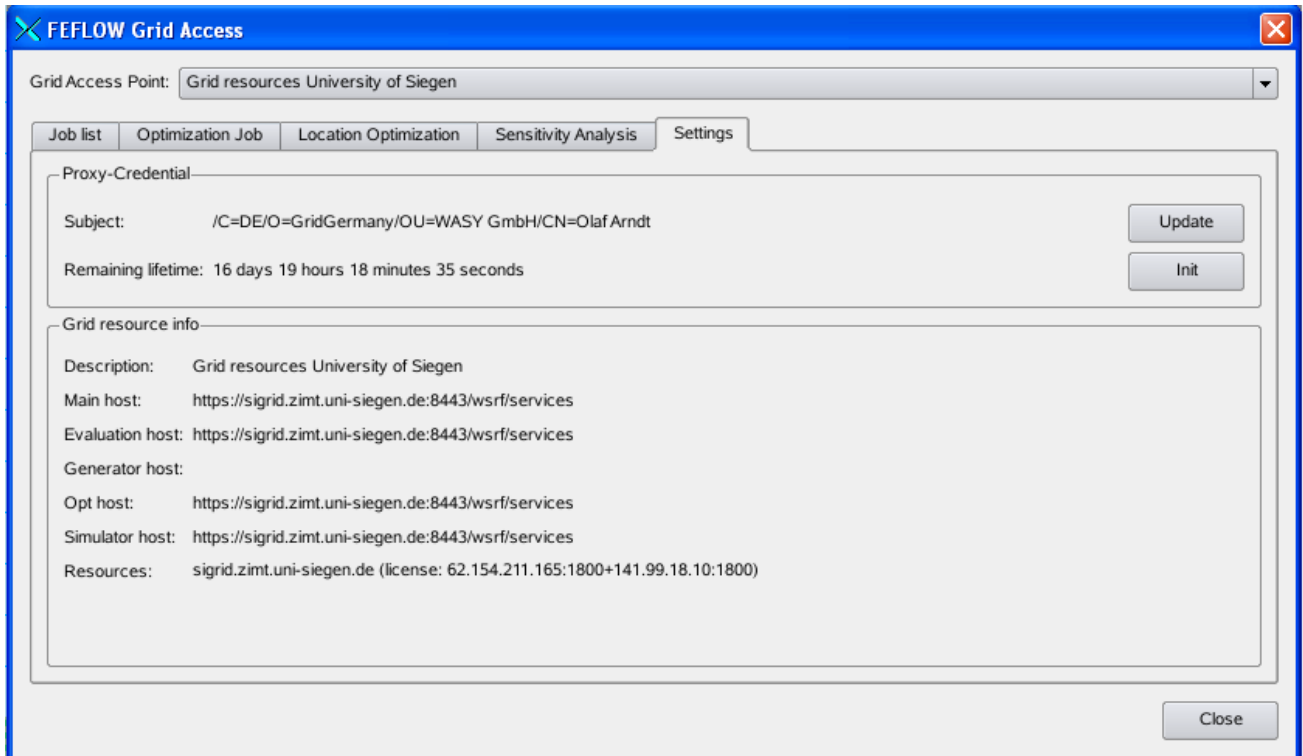 FEFLOW Grid Access
Grid Access Point: Grid resources University of Siegen
Job list Optimization Job Location Optimization Sensitivity Analysis Settings
Proxy-Credential
Subject: /C=DE/O=GridGermany/OU=WASY GmbH/CN=Olaf Arndt Update
Remaining lifetime: 16 days 19 hours 18 minutes 35 seconds Init
Grid resource info
Description: Grid resources University of Siegen
Main host: https://sigrid.zimt.uni-siegen.de:8443/wsrf/services
Evaluation host: https://sigrid.zimt.uni-siegen.de:8443/wsrf/services
Generator host:
Opt host: https://sigrid.zimt.uni-siegen.de:8443/wsrf/services
Simulator host: https://sigrid.zimt.uni-siegen.de:8443/wsrf/services
Resources: sigrid.zimt.uni-siegen.de (license: 62.154.211.165:1800+141.99.18.10:1800)
Close